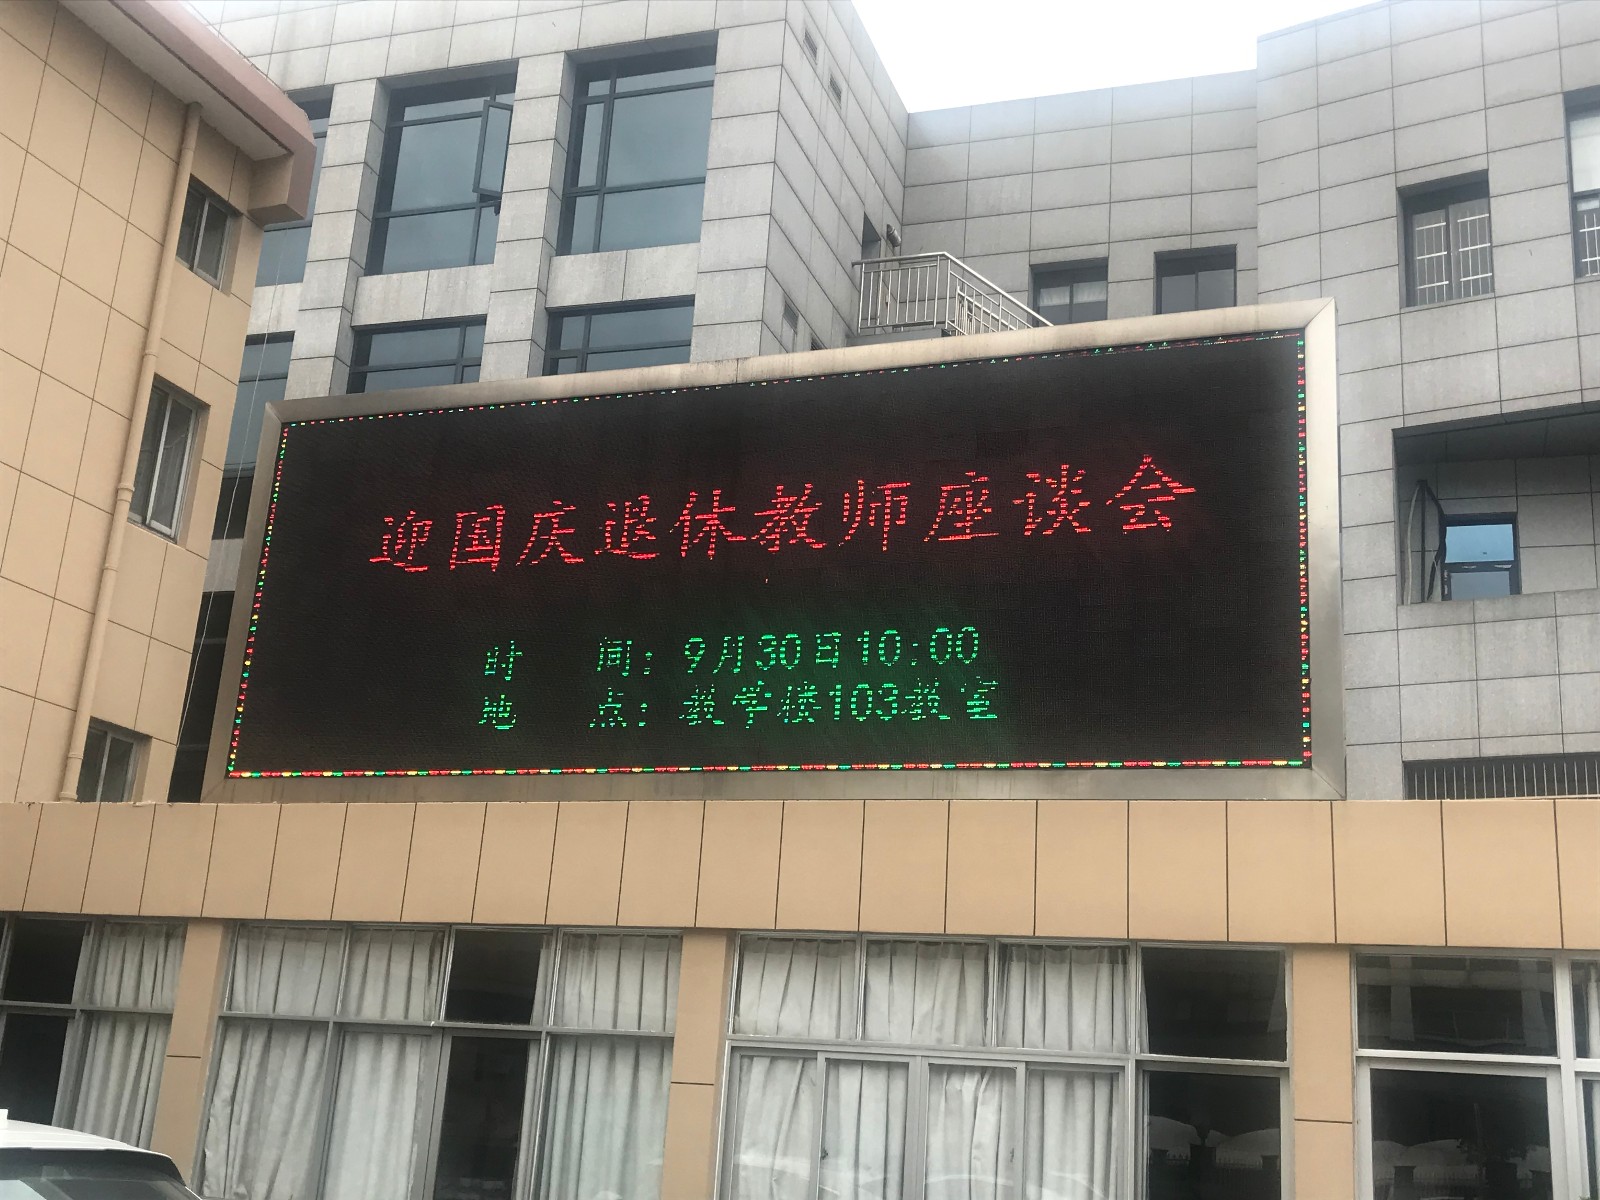 迎国庆退休教师座谈会
时 间：9月30日10:00
地 点：教学楼103教室